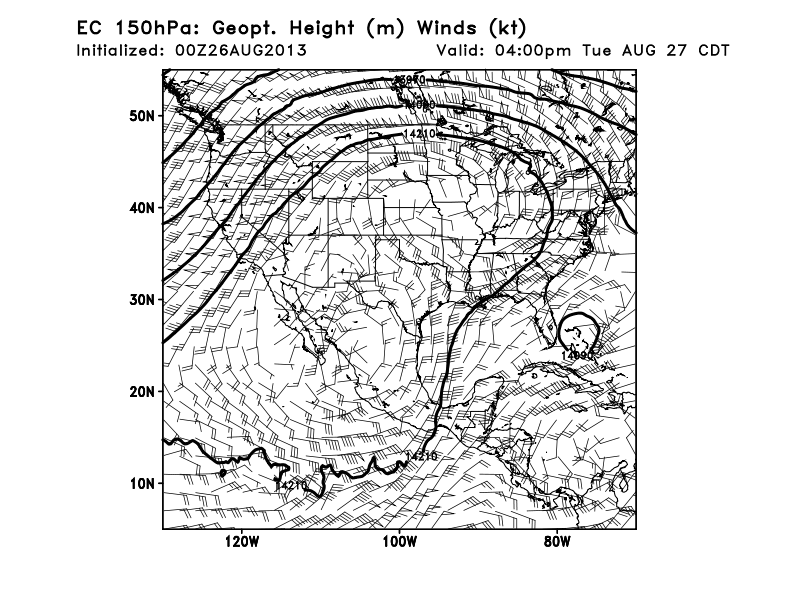 EC 150hPa: Geopt. Height (m) Winds (kt)
Initialized: 00Z26AUG2013 Valid: 04:00pm Tue AUG 27 CDT
50N
14210
40N
30N
14090
20N
14210
10N
14210
120W 100W 80W